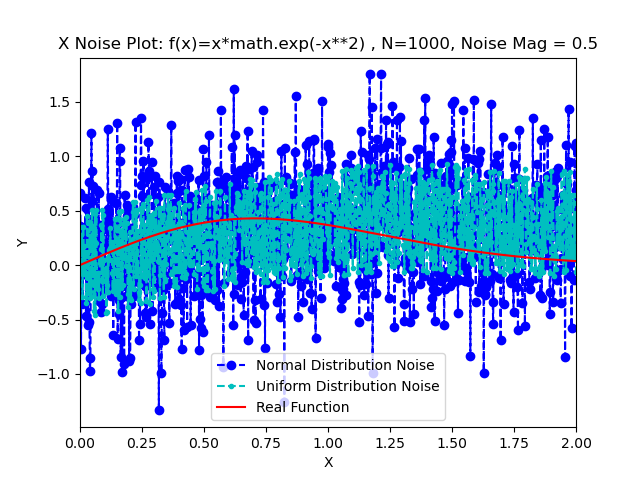 X Noise Plot: f(x)=x*math.exp(-x**2) , N=1000, Noise Mag = 0.5
1.5
1.0
0.5
0.0
−0.5
−1.0
Y
Normal Distribution Noise
Uniform Distribution Noise
Real Function
0.00 0.25 0.50 0.75 1.00 1.25 1.50 1.75 2.00
X